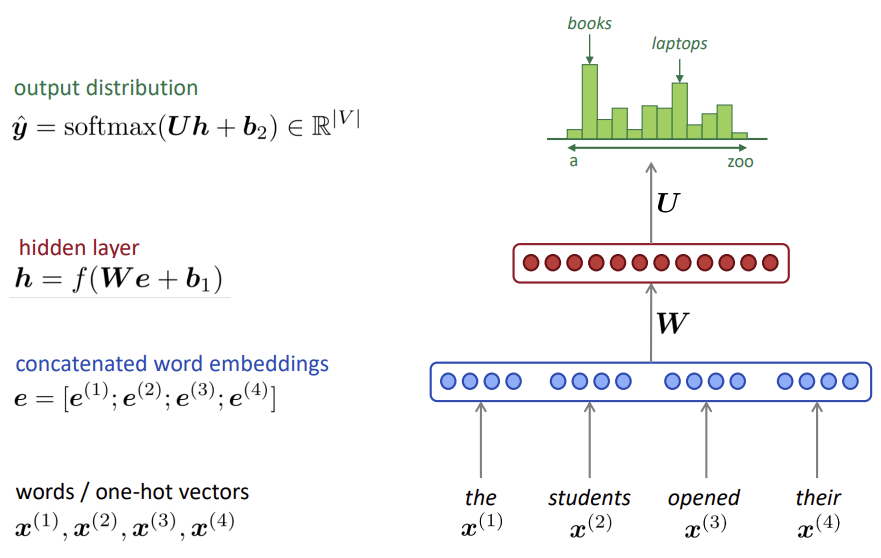 books
laptops
output distribution
ŷ = softmax(Uh + b₂) ∈ ℝ^|V|
a
zoo
U
hidden layer
h = f(We + b₁)
W
concatenated word embeddings
e = [e⁽¹⁾; e⁽²⁾; e⁽³⁾; e⁽⁴⁾]
words / one-hot vectors
x⁽¹⁾, x⁽²⁾, x⁽³⁾, x⁽⁴⁾
the students opened their
x⁽¹⁾ x⁽²⁾ x⁽³⁾ x⁽⁴⁾